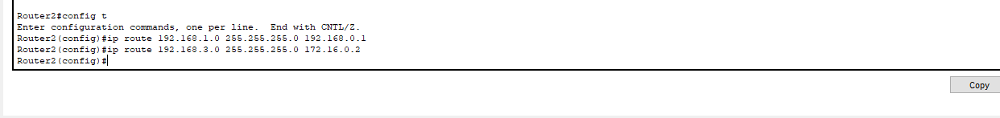 Router2#config t
Enter configuration commands, one per line.  End with CNTL/Z.
Router2(config)#ip route 192.168.1.0 255.255.255.0 192.168.0.1
Router2(config)#ip route 192.168.3.0 255.255.255.0 172.16.0.2
Router2(config)#
Copy